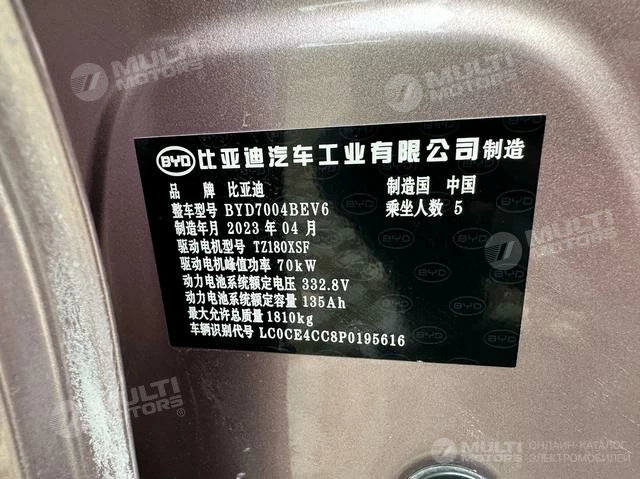 MULTI
MOTORS
MULTI
MOTORS
BYD 比亚迪汽车工业有限公司 制造
品 牌 比亚迪 制造国 中国
整车型号 BYD7004BEV6 乘坐人数 5
制造年月 2023 年 04 月
驱动电机型号 TZ180XSF
驱动电机峰值功率 70kW
动力电池系统额定电压 332.8V
动力电池系统额定容量 135Ah
最大允许总质量 1810kg
车辆识别代号 LC0CE4CC8P0195616
MULTI
MOTORS
MULTI
MOTORS®
MULTI
MOTORS
ОНЛАЙН-КАТАЛОГ
ЭЛЕКТРОМОБИЛЕЙ